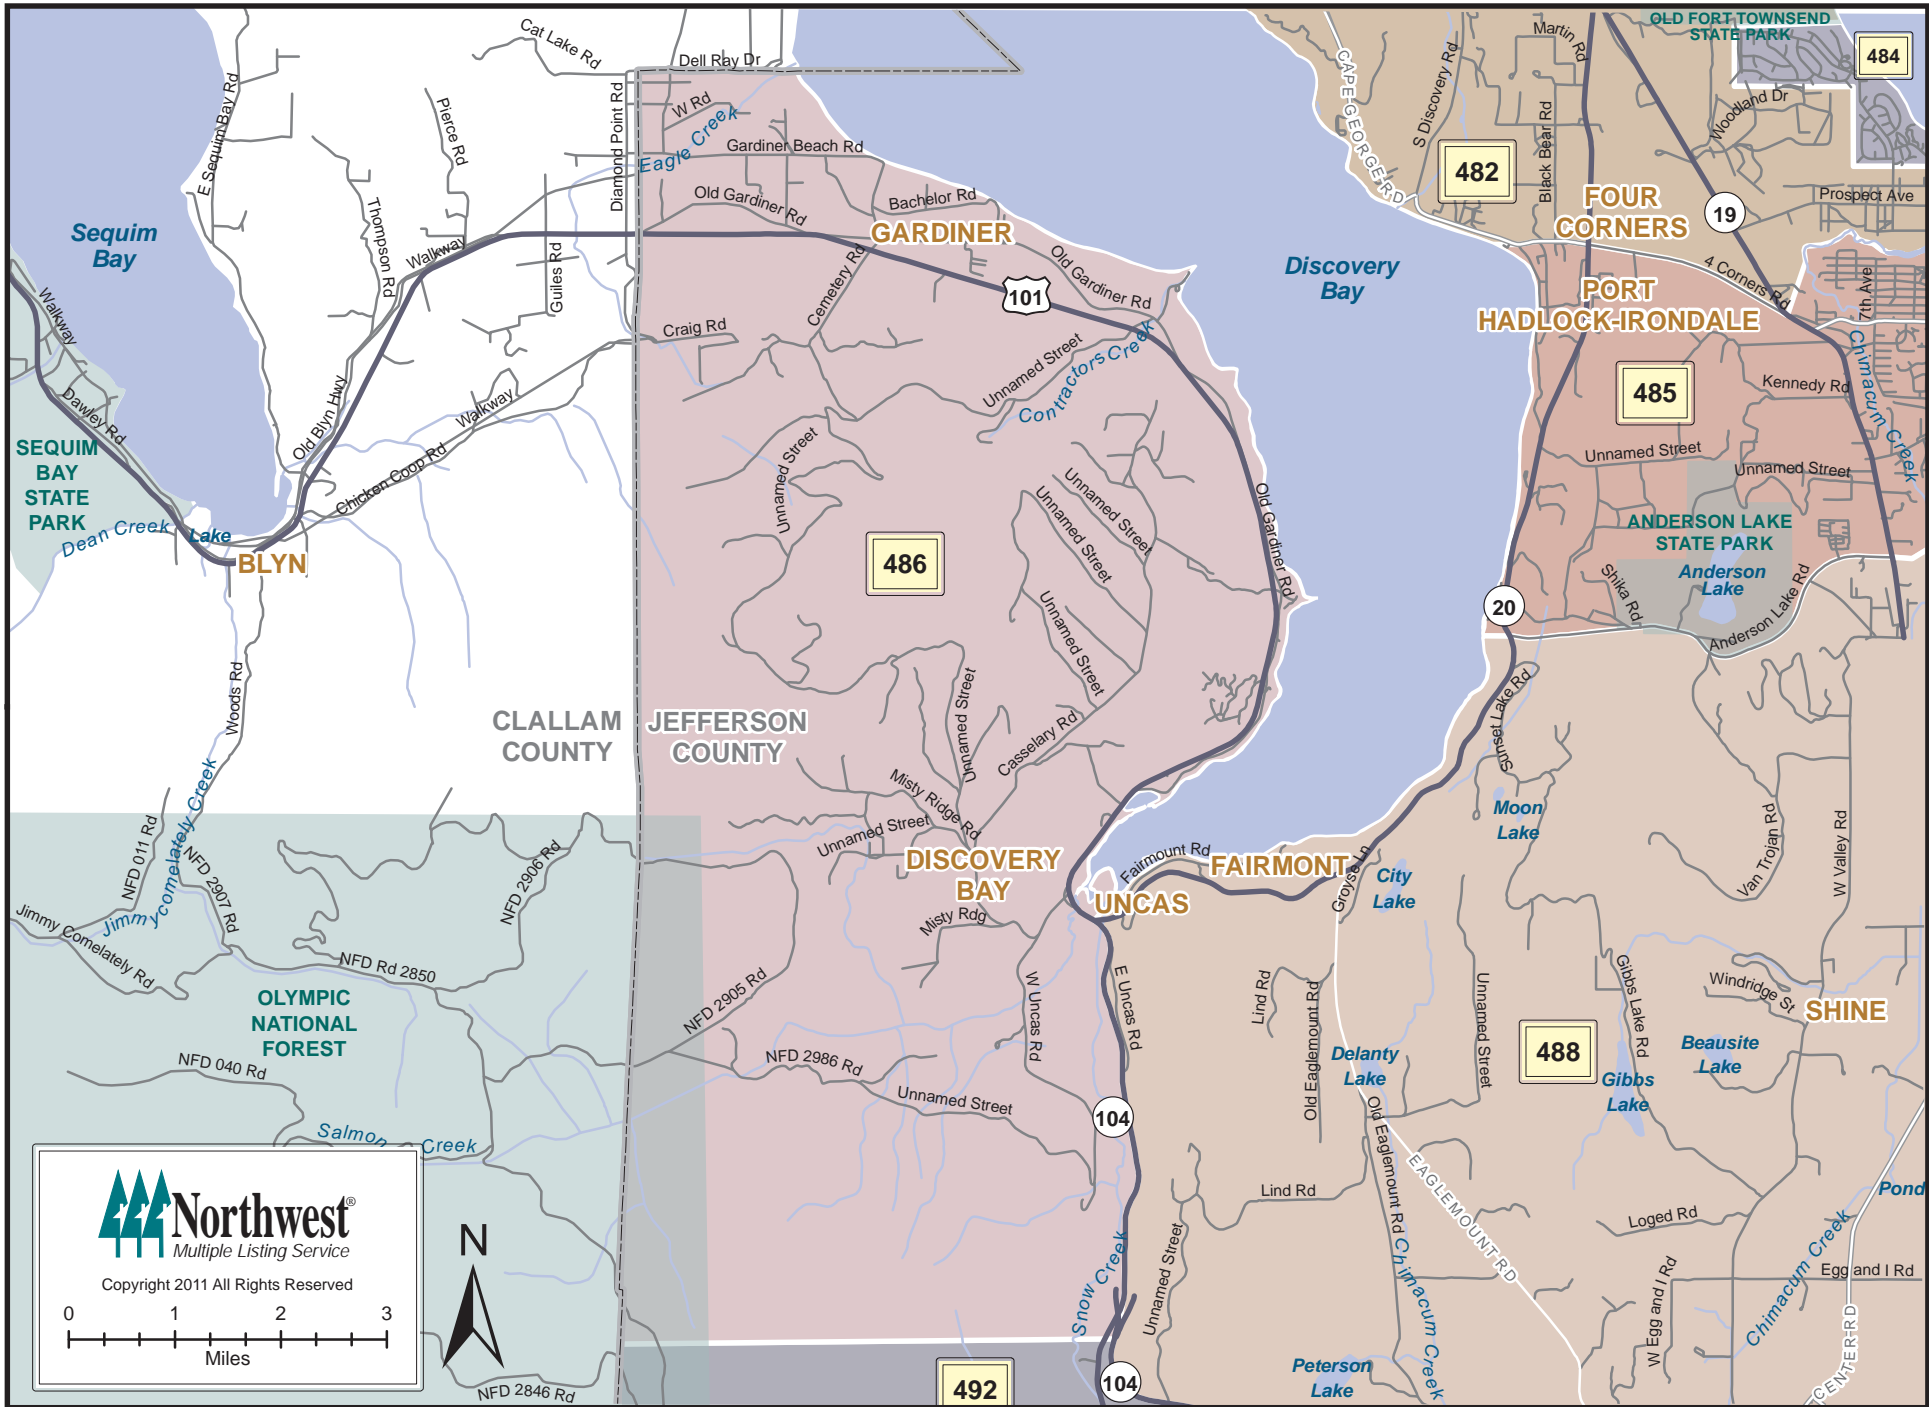 Cat Lake Rd
Dell Ray Dr
OLD FORT TOWNSEND
STATE PARK
484
Martin Rd
CAPE GEORGE RD
S Discovery Rd
E Sequim Bay Rd
Pierce Rd
Diamond Point Rd
W Rd
Eagle Creek
Woodland Dr
Black Bear Rd
Gardiner Beach Rd
482
Old Gardiner Rd
Bachelor Rd
FOUR
CORNERS
19
Prospect Ave
Sequim
Bay
Thompson Rd
Walkway
Guiles Rd
GARDINER
Cemetery Rd
Old Gardiner Rd
Discovery
Bay
4 Corners Rd
7th Ave
101
PORT
HADLOCK-IRONDALE
Walkway
Craig Rd
Unnamed Street
Contractors Creek
Chimacum Creek
485
Kennedy Rd
Dawley Rd
Old Blyn Hwy
Walkway
Chicken Coop Rd
SEQUIM
BAY
STATE
PARK
Unnamed Street
Unnamed Street
Unnamed Street
Unnamed Street
Unnamed Street
Old Gardiner Rd
Dean Creek
Lake
BLYN
486
ANDERSON LAKE
STATE PARK
Anderson
Lake
Shika Rd
Anderson Lake Rd
20
Unnamed Street
Woods Rd
CLALLAM
COUNTY
JEFFERSON
COUNTY
Unnamed Street
Casselary Rd
Sunset Lake Rd
Jimmycomelately Creek
Misty Ridge Rd
Moon
Lake
NFD 011 Rd
NFD 2907 Rd
NFD 2906 Rd
Unnamed Street
DISCOVERY
BAY
Fairmount Rd
FAIRMONT
Groyse Ln
City
Lake
Van Trojan Rd
W Valley Rd
UNCAS
Jimmy Comelately Rd
Misty Rdg
NFD Rd 2850
NFD 2905 Rd
W Uncas Rd
E Uncas Rd
Lind Rd
Old Eaglemount Rd
Unnamed Street
Gibbs Lake Rd
Windridge St
SHINE
OLYMPIC
NATIONAL
FOREST
488
Beausite
Lake
Delanty
Lake
Gibbs
Lake
NFD 040 Rd
NFD 2986 Rd
Unnamed Street
104
Old Eaglemount Rd
EAGLEMOUNT RD
Salmon Creek
Lind Rd
Loged Rd
Pond
Northwest®
Multiple Listing Service
Copyright 2011 All Rights Reserved
0 1 2 3
Miles
N
Snow Creek
Unnamed Street
Chimacum Creek
W Egg and I Rd
Egg and I Rd
Chimacum Creek
CENTER RD
NFD 2846 Rd
492
104
Peterson
Lake